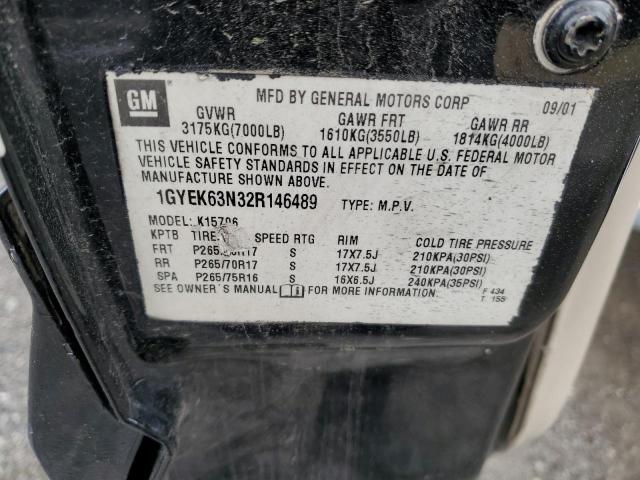 GM
MFD BY GENERAL MOTORS CORP 09/01
GVWR GAWR FRT GAWR RR
3175KG(7000LB) 1610KG(3550LB) 1814KG(4000LB)
THIS VEHICLE CONFORMS TO ALL APPLICABLE U.S. FEDERAL MOTOR
VEHICLE SAFETY STANDARDS IN EFFECT ON THE DATE OF
MANUFACTURE SHOWN ABOVE.
1GYEK63N32R146489 TYPE: M.P.V.
MODEL:
KPTB TIRE SPEED RTG RIM COLD TIRE PRESSURE
FRT S 17X7.5J 210KPA(30PSI)
RR P265/70R17 S 17X7.5J 210KPA(30PSI)
SPA P265/75R16 S 16X6.5J 240KPA(35PSI)
SEE OWNER'S MANUAL FOR MORE INFORMATION. F 434
T 155